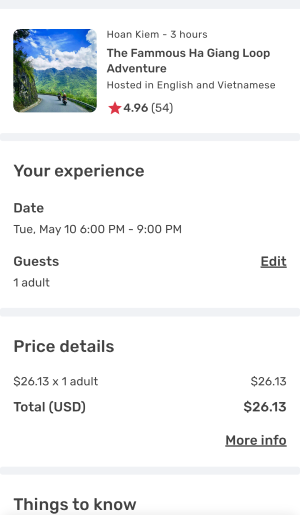 Hoan Kiem - 3 hours
The Fammous Ha Giang Loop
Adventure
Hosted in English and Vietnamese
4.96 (54)
Your experience
Date
Tue, May 10 6:00 PM - 9:00 PM
Guests
Edit
1 adult
Price details
$26.13 x 1 adult
$26.13
Total (USD)
$26.13
More info
Things to know